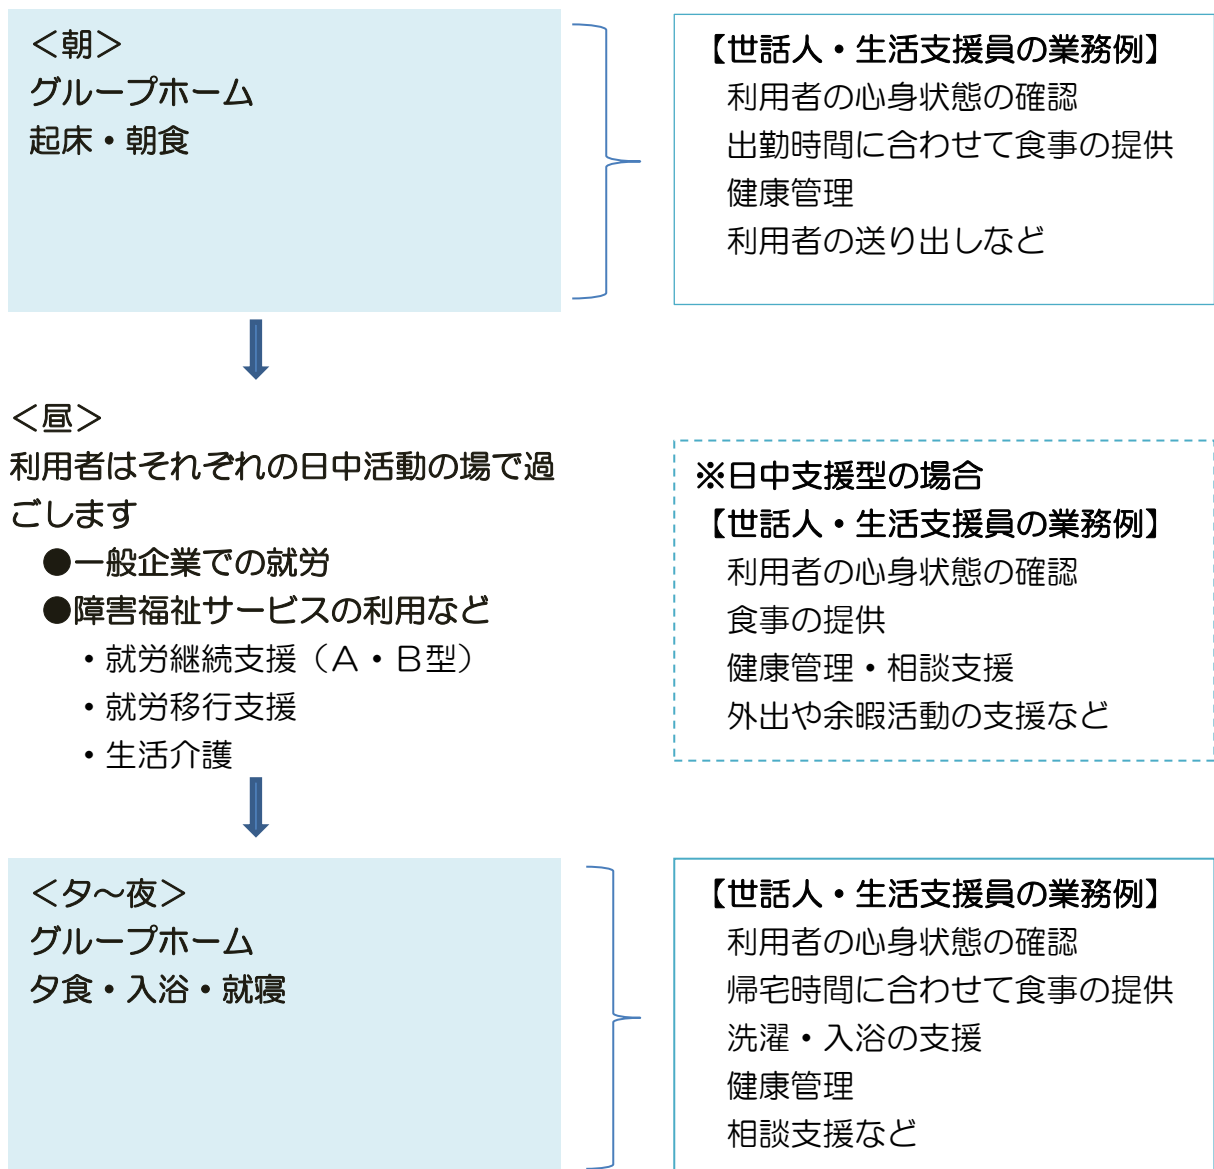 ＜朝＞
グループホーム
起床・朝食
【世話人・生活支援員の業務例】
利用者の心身状態の確認
出勤時間に合わせて食事の提供
健康管理
利用者の送り出しなど
＜昼＞
利用者はそれぞれの日中活動の場で過
ごします
●一般企業での就労
●障害福祉サービスの利用など
・就労継続支援（Ａ・Ｂ型）
・就労移行支援
・生活介護
※日中支援型の場合
【世話人・生活支援員の業務例】
利用者の心身状態の確認
食事の提供
健康管理・相談支援
外出や余暇活動の支援など
＜夕～夜＞
グループホーム
夕食・入浴・就寝
【世話人・生活支援員の業務例】
利用者の心身状態の確認
帰宅時間に合わせて食事の提供
洗濯・入浴の支援
健康管理
相談支援など